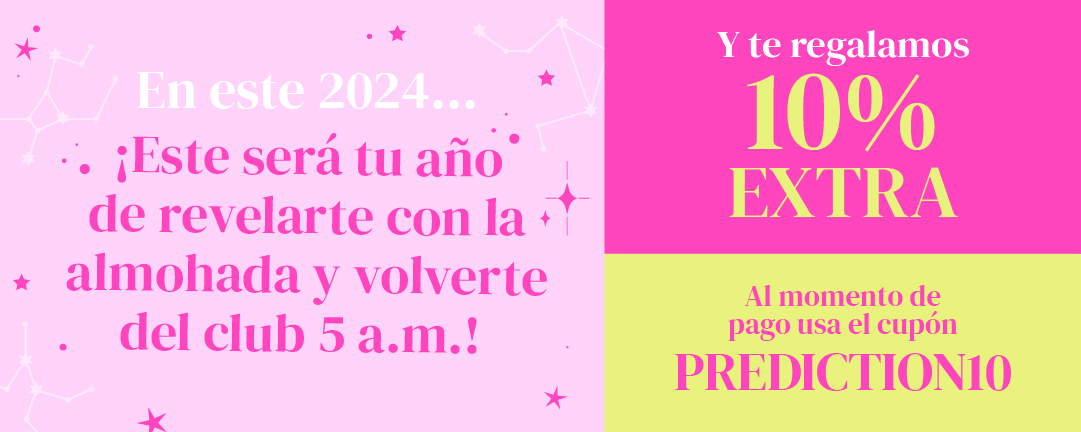 En este 2024...
¡Este será tu año
de revelarte con la
almohada y volverte
del club 5 a.m.!
Y te regalamos
10%
EXTRA
Al momento de
pago usa el cupón
PREDICTION10